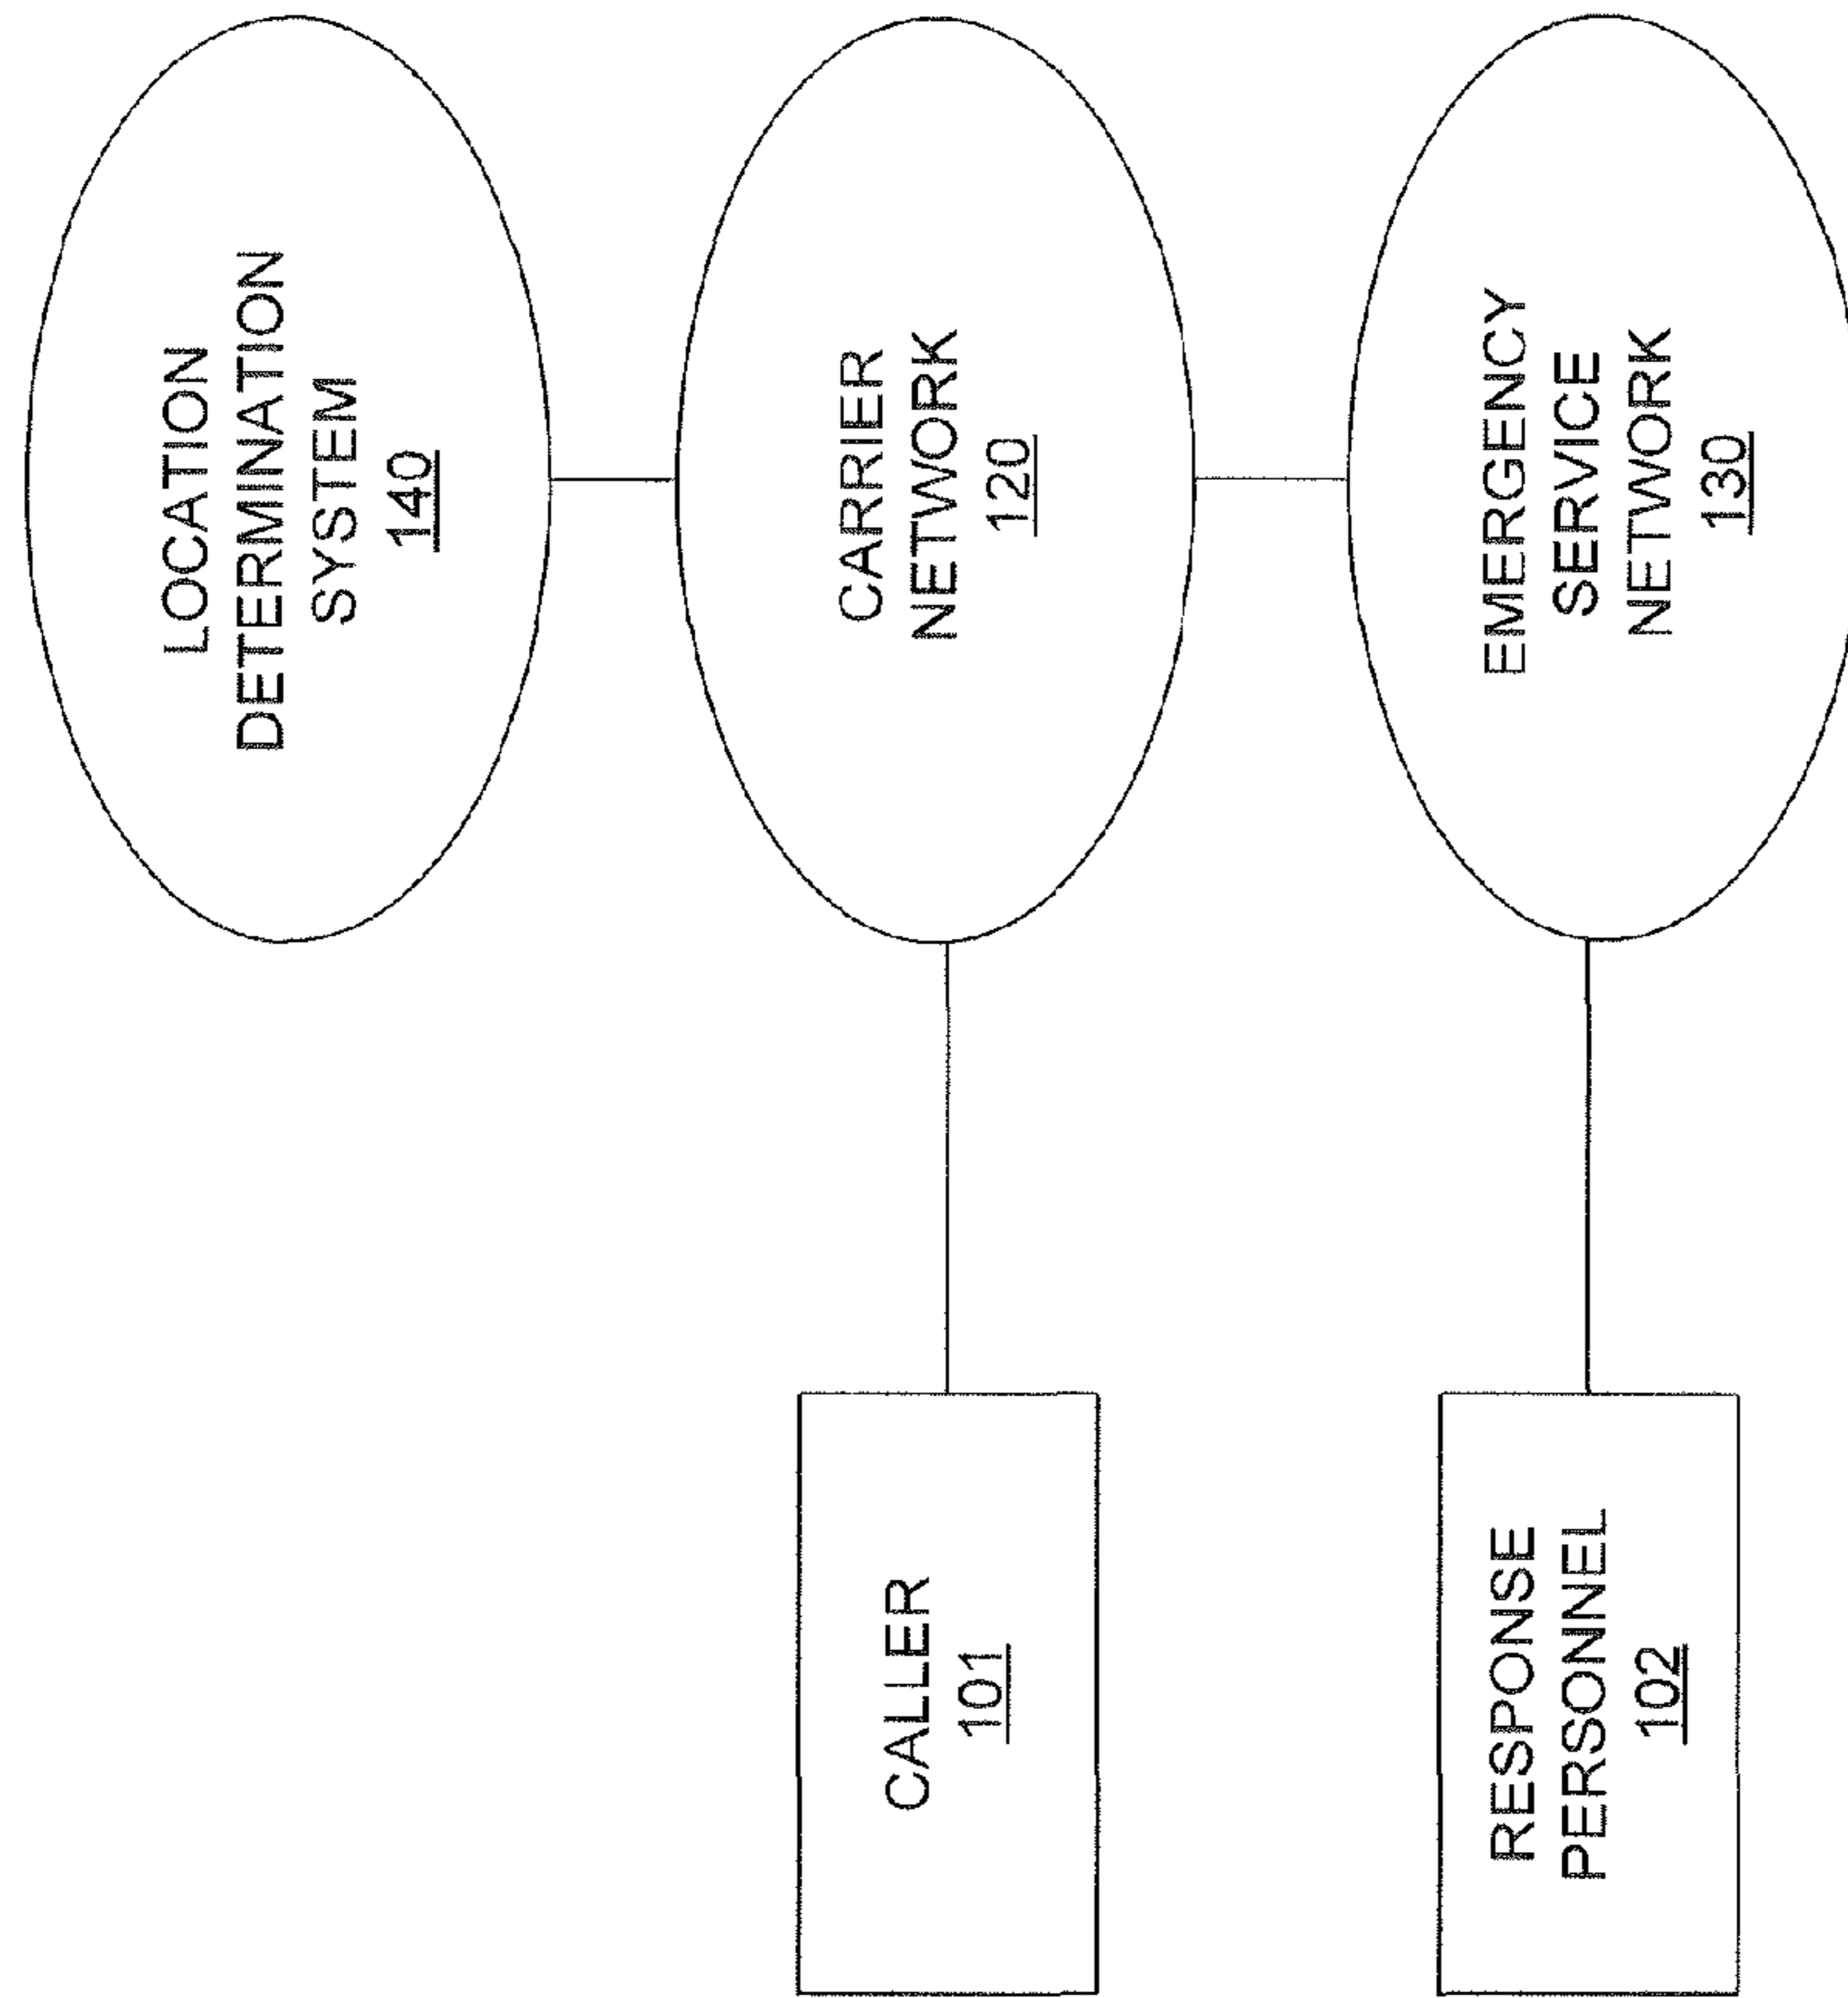 LOCATION
DETERMINATION
SYSTEM
140
CARRIER
NETWORK
120
EMERGENCY
SERVICE
NETWORK
130
CALLER
101
RESPONSE
PERSONNEL
102